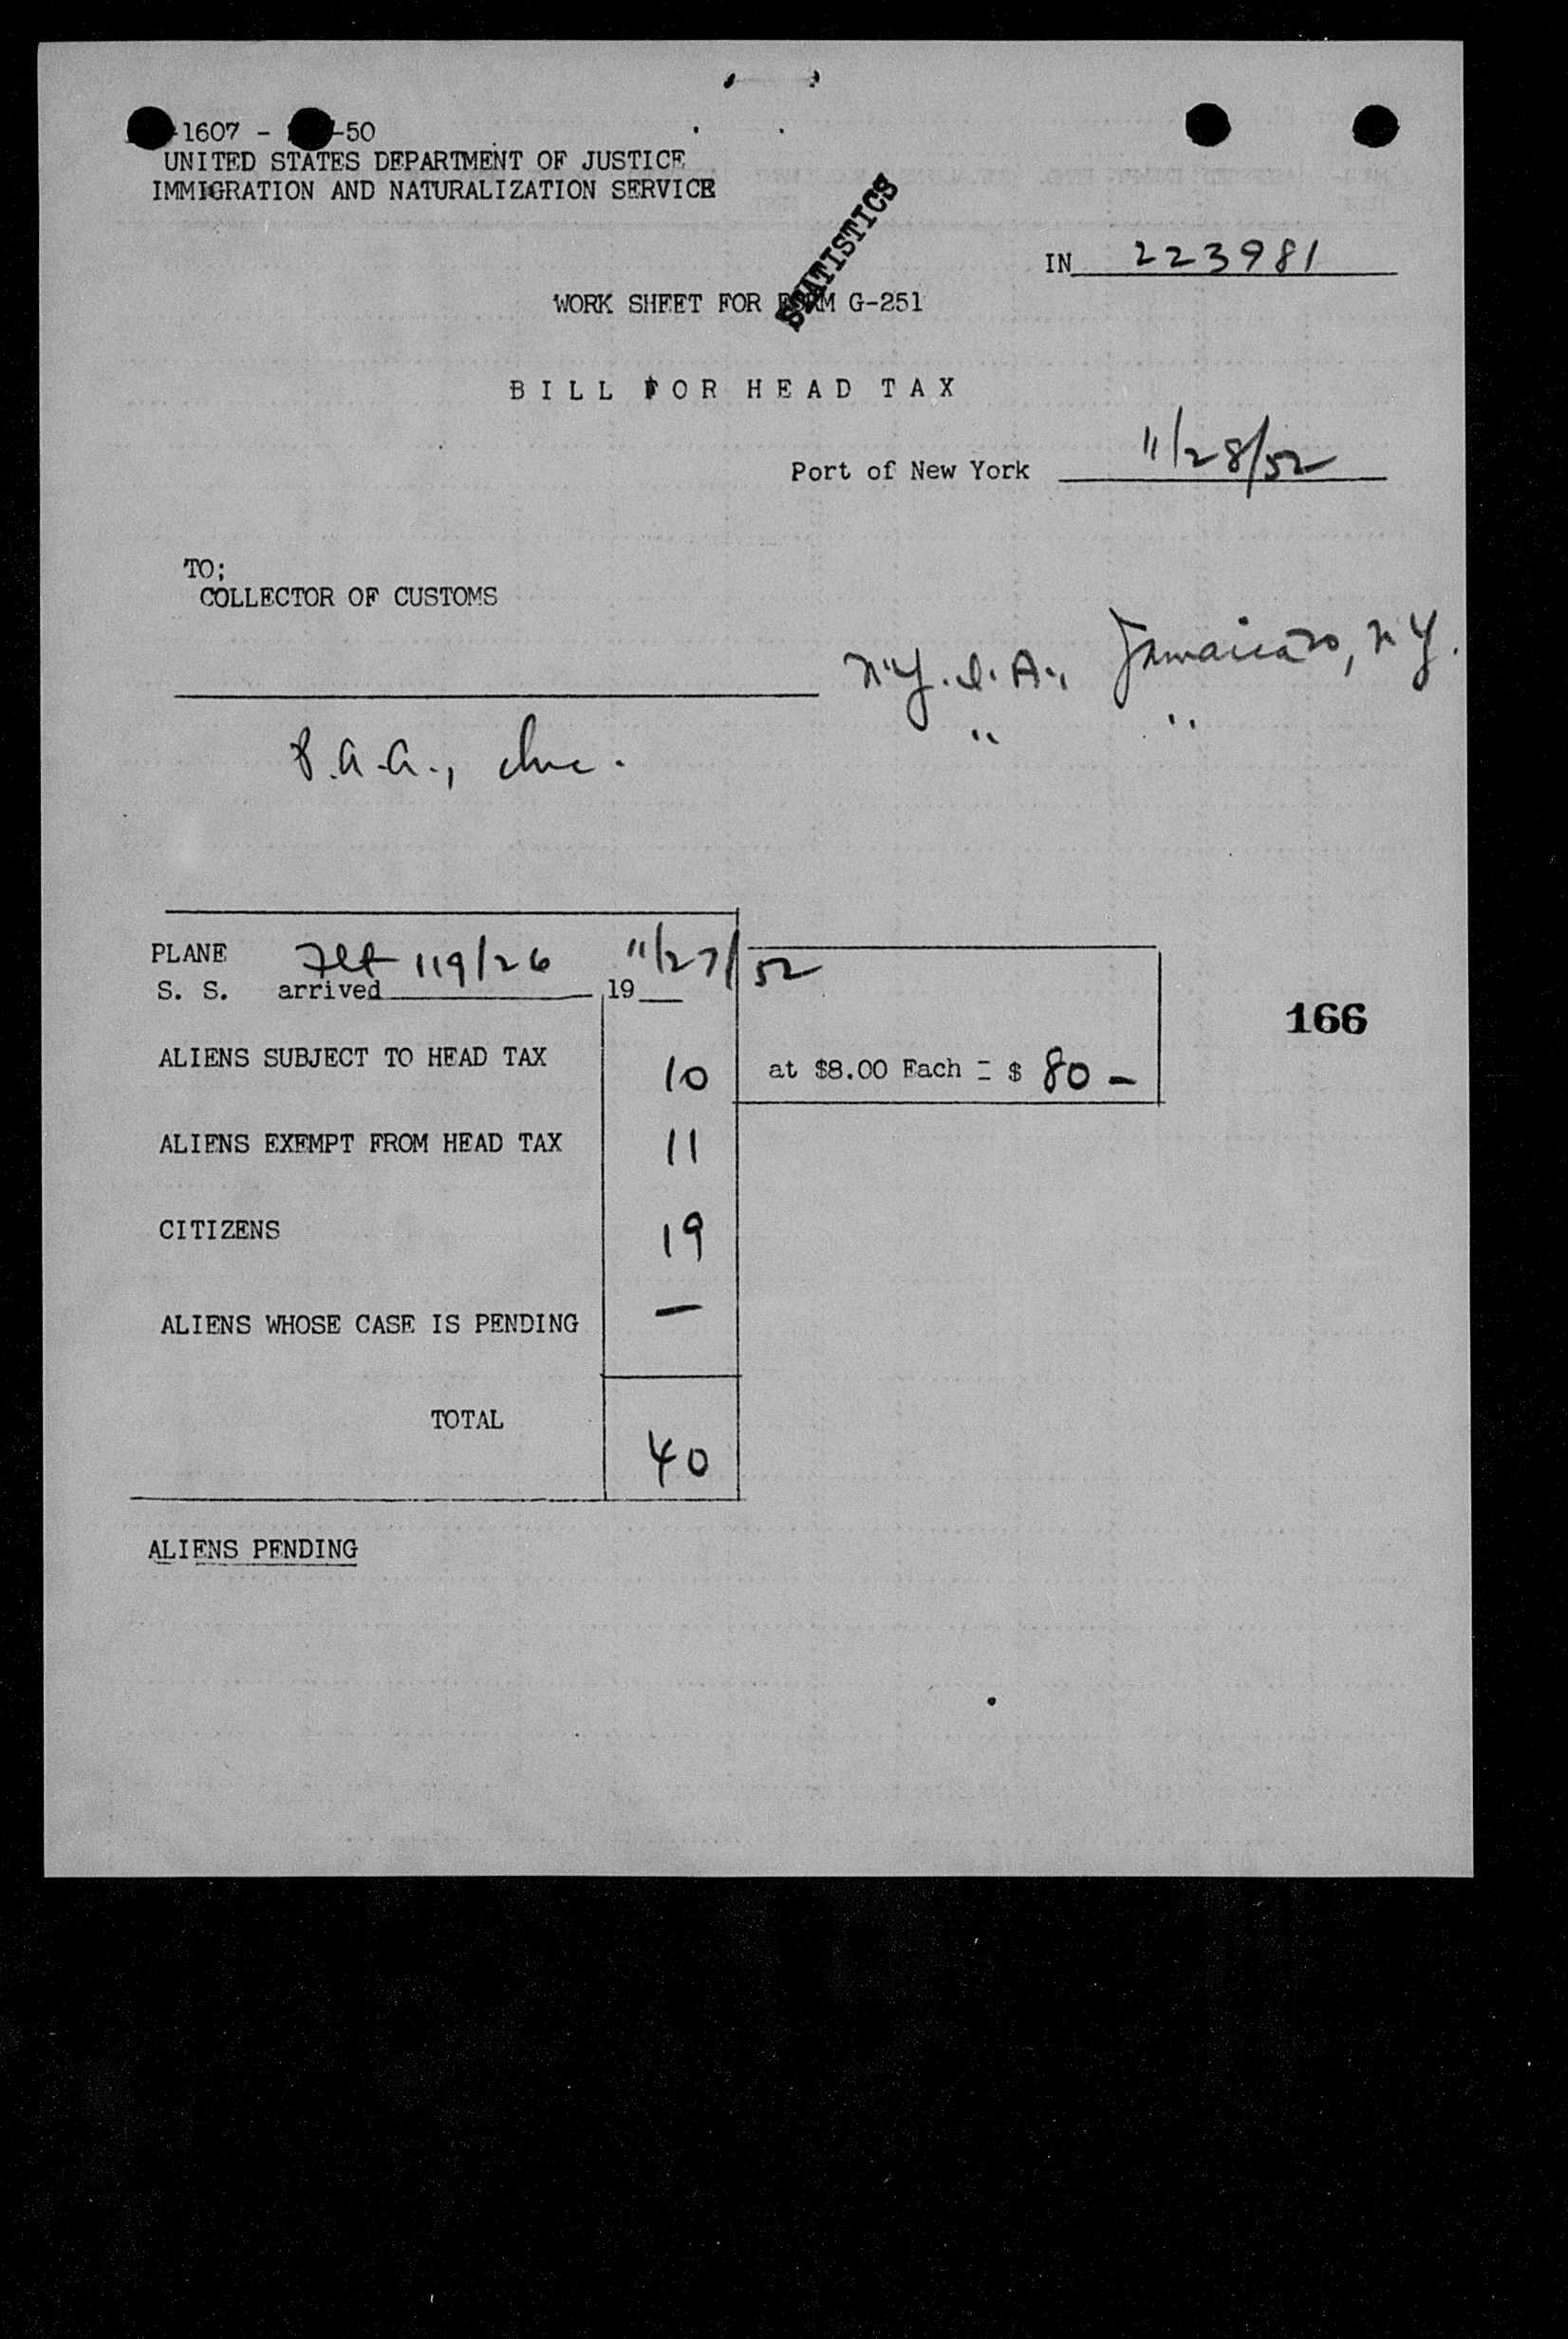 1607 - -50
UNITED STATES DEPARTMENT OF JUSTICE
IMMIGRATION AND NATURALIZATION SERVICE
STATISTICS
IN 223981
WORK SHEET FOR FORM G-251
BILL FOR HEAD TAX
Port of New York 11/28/52
TO;
COLLECTOR OF CUSTOMS
N.Y.I.A., Jamaica 30, N.Y.
" "
P.A.A., Inc.
PLANE Flt 119/26 11/27/52
S. S. arrived , 19
166
ALIENS SUBJECT TO HEAD TAX 10 at $8.00 Each = $ 80 -
ALIENS EXEMPT FROM HEAD TAX 11
CITIZENS 19
ALIENS WHOSE CASE IS PENDING —
TOTAL 40
ALIENS PENDING